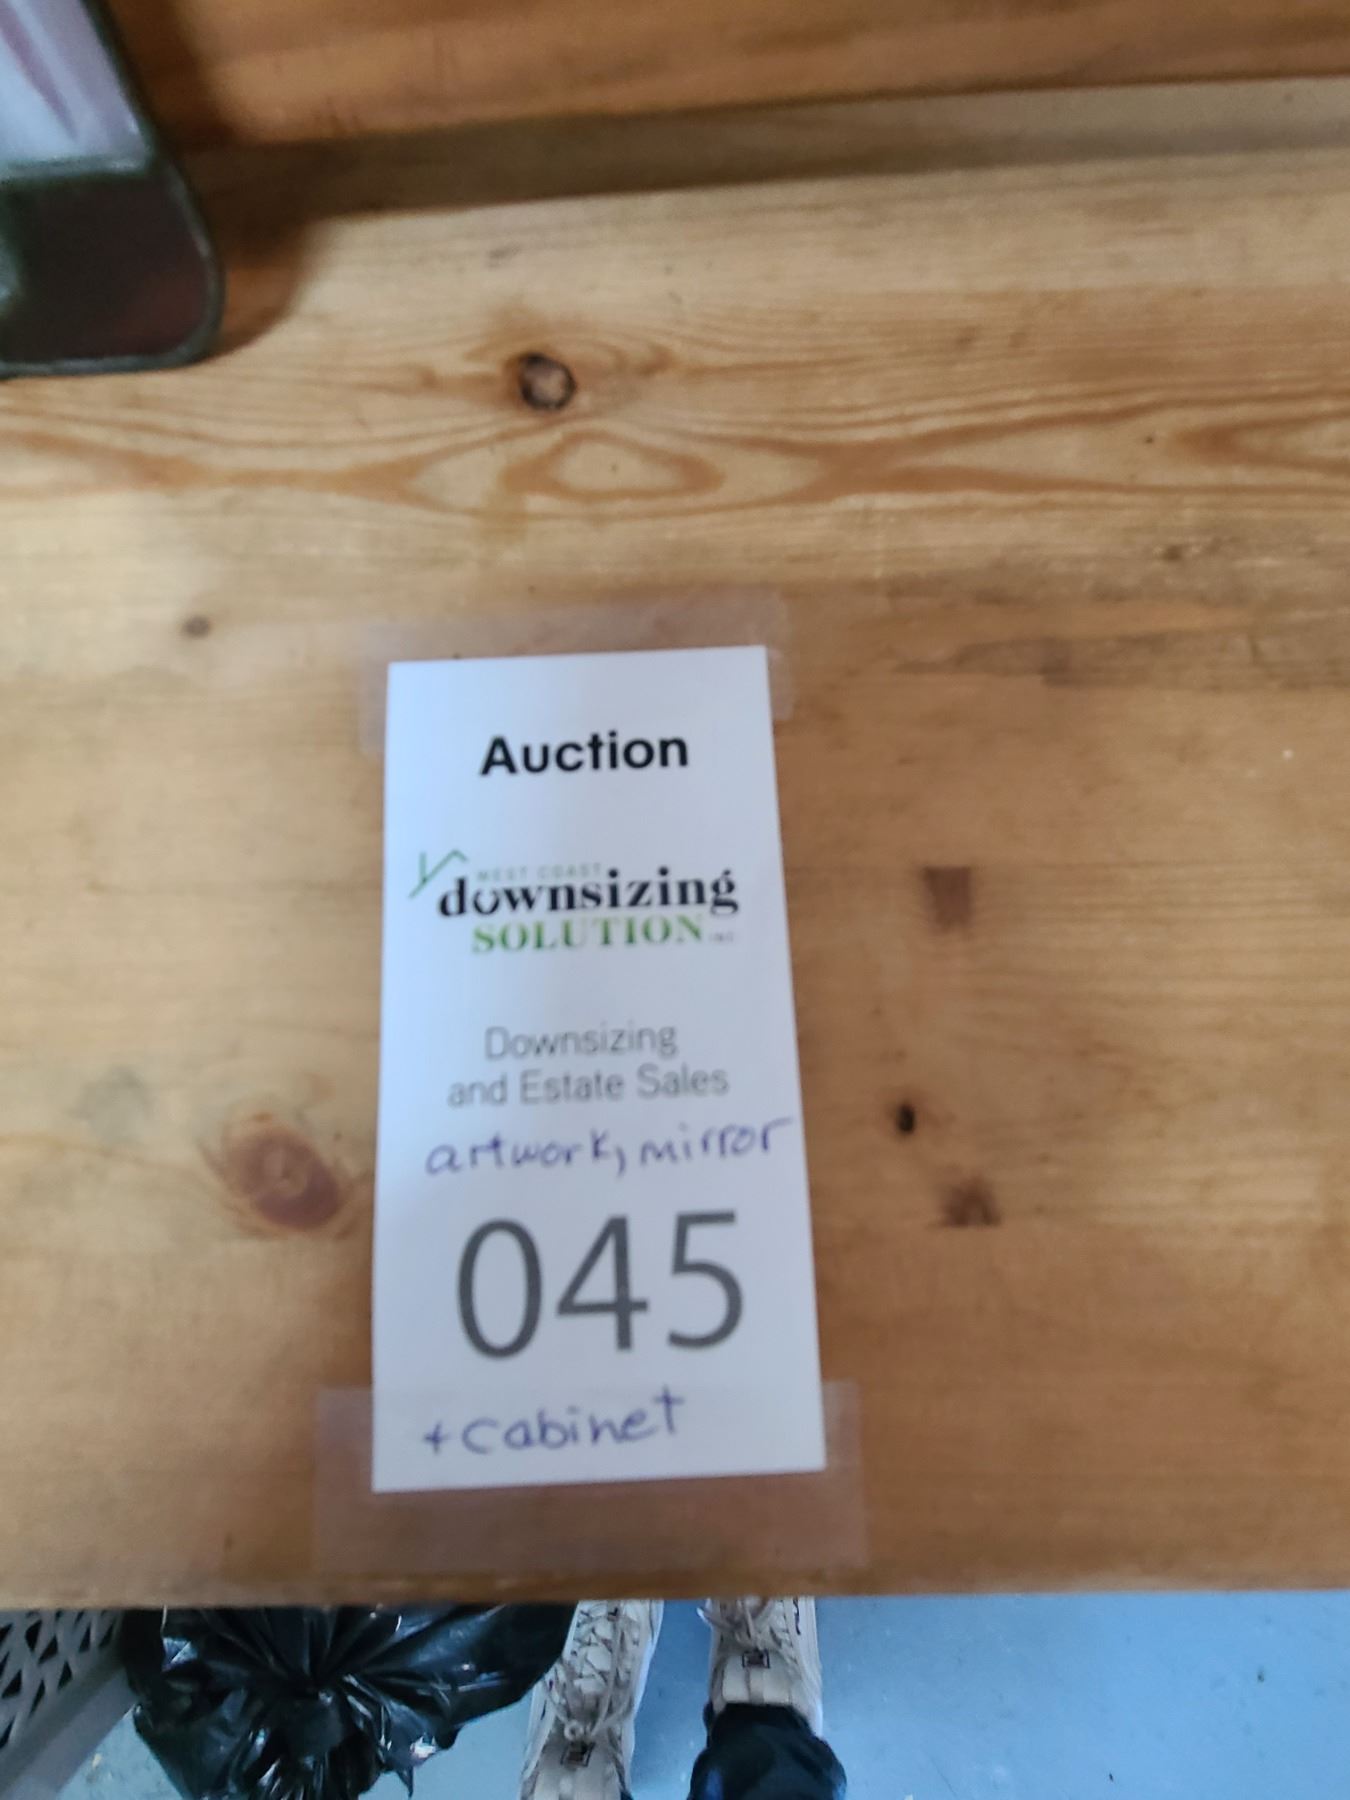 Auction
WEST COAST
downsizing
SOLUTION INC.
Downsizing
and Estate Sales
artwork, mirror
045
+ cabinet